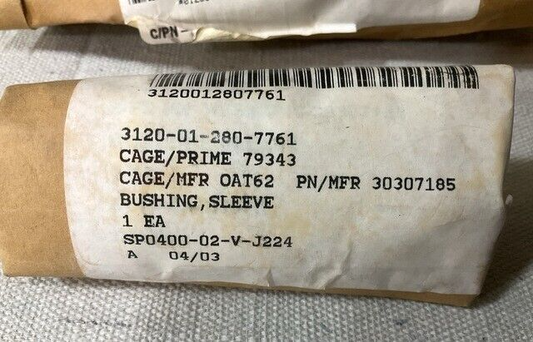 C/PN-
3120012807761
3120-01-280-7761
CAGE/PRIME 79343
CAGE/MFR OAT62 PN/MFR 30307185
BUSHING,SLEEVE
1 EA
SP0400-02-V-J224
A 04/03